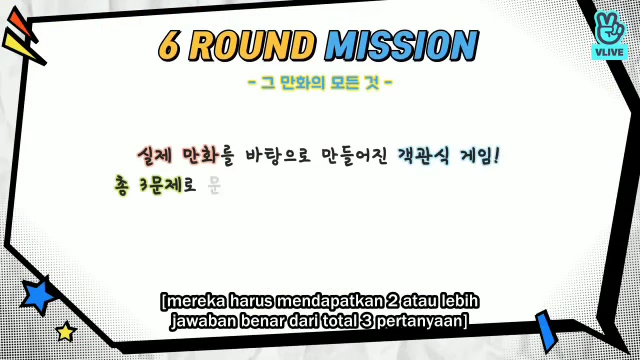 6 ROUND MISSION
VLIVE
- 그 만화의 모든 것 -
실제 만화를 바탕으로 만들어진 객관식 게임!
총 3문제로 문
[mereka harus mendapatkan 2 atau lebih
jawaban benar dari total 3 pertanyaan]